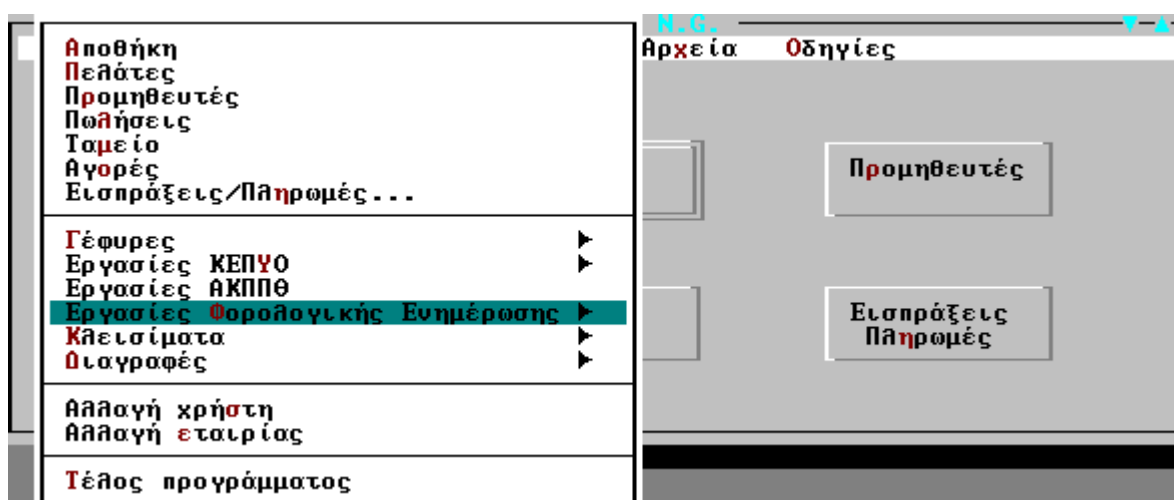 N.G.
Αρχεία Οδηγίες
Αποθήκη
Πελάτες
Προμηθευτές
Πωλήσεις
Ταμείο
Αγορές
Εισπράξεις/Πληρωμές...
Γέφυρες
Εργασίες ΚΕΠΥΟ
Εργασίες ΑΚΠΠΘ
Εργασίες Φορολογικής Ενημέρωσης
Κλεισίματα
Διαγραφές
Αλλαγή χρήστη
Αλλαγή εταιρίας
Τέλος προγράμματος
Προμηθευτές
Εισπράξεις
Πληρωμές